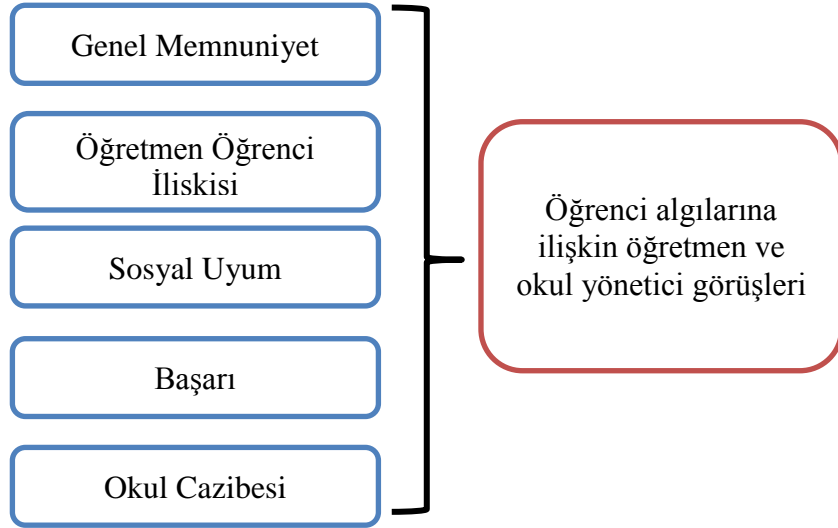 Genel Memnuniyet
Öğretmen Öğrenci
İliskisi
Sosyal Uyum
Başarı
Okul Cazibesi
Öğrenci algılarına
ilişkin öğretmen ve
okul yönetici görüşleri